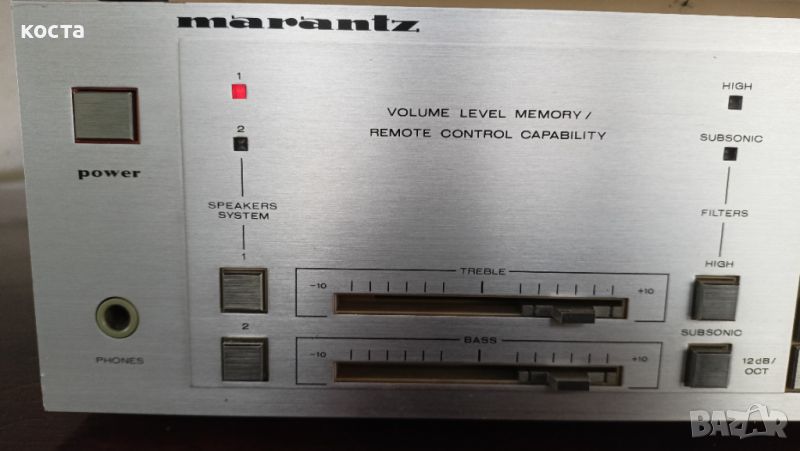 коста
marantz
power
PHONES
1
2
SPEAKERS
SYSTEM
1
2
VOLUME LEVEL MEMORY /
REMOTE CONTROL CAPABILITY
TREBLE
-10
+10
BASS
-10
+10
HIGH
SUBSONIC
FILTERS
HIGH
SUBSONIC
12dB/
OCT
BAZAR